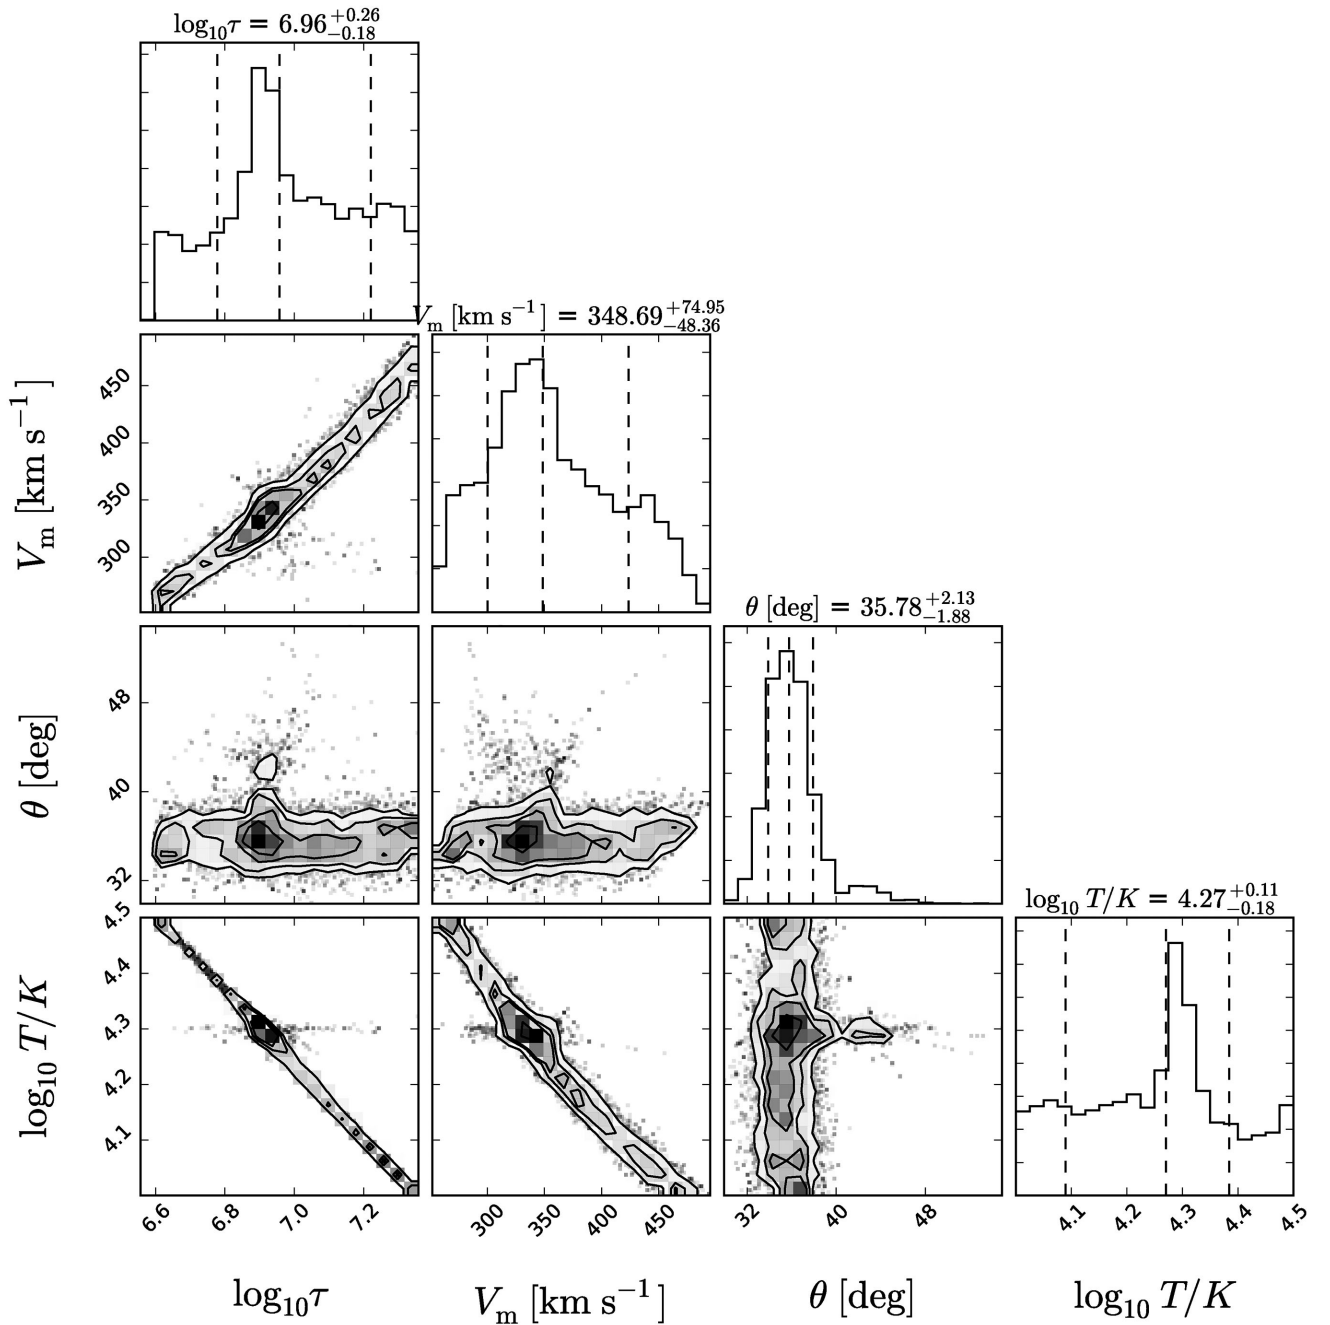 log₁₀τ = 6.96+0.26−0.18
Vm [km s⁻¹] = 348.69+74.95−48.36
Vm [km s⁻¹]
450
400
350
300
θ [deg] = 35.78+2.13−1.88
θ [deg]
48
40
32
log₁₀ T/K = 4.27+0.11−0.18
log₁₀ T/K
4.5
4.4
4.3
4.2
4.1
6.6 6.8 7.0 7.2
300 350 400 450
32 40 48
4.1 4.2 4.3 4.4 4.5
log₁₀τ
Vm [km s⁻¹]
θ [deg]
log₁₀ T/K